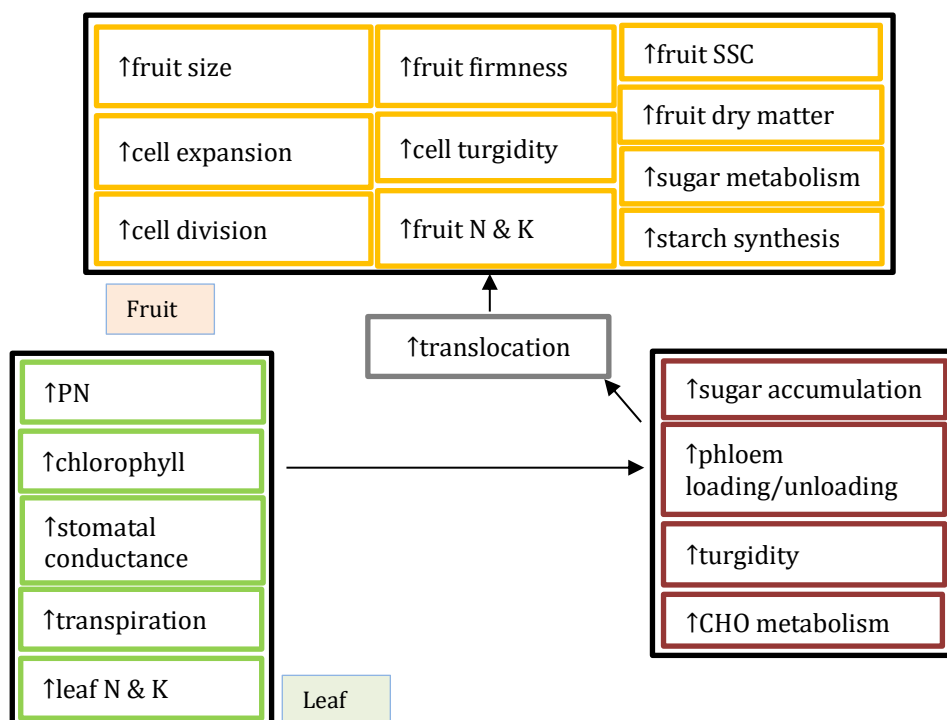 ↑fruit size
↑cell expansion
↑cell division
↑fruit firmness
↑cell turgidity
↑fruit N & K
↑fruit SSC
↑fruit dry matter
↑sugar metabolism
↑starch synthesis
Fruit
↑translocation
↑PN
↑chlorophyll
↑stomatal
conductance
↑transpiration
↑leaf N & K
Leaf
↑sugar accumulation
↑phloem
loading/unloading
↑turgidity
↑CHO metabolism